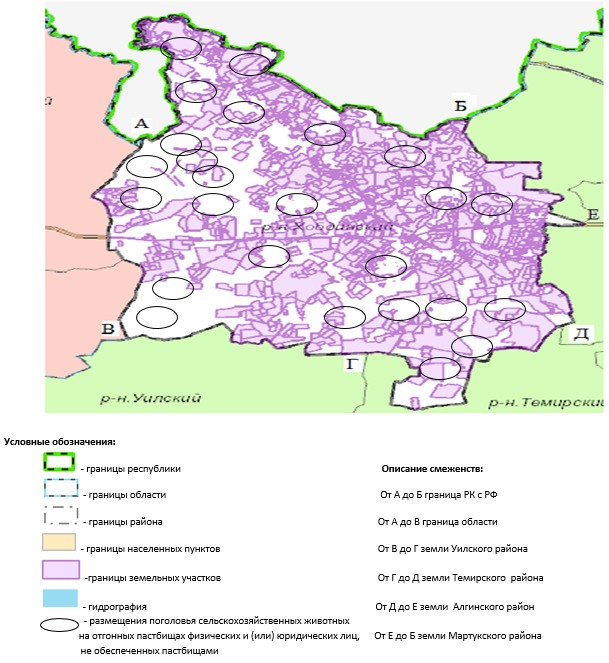 а
А
Б
Е
р-н. Хобдинский
В
Г
Д
р-н. Уилский
р-н. Темирский
Условные обозначения:
- границы республики
Описание смежеств:
- границы области
От А до Б граница РК с РФ
- границы района
От А до В граница области
- границы населенных пунктов
От В до Г земли Уилского района
-границы земельных участков
От Г до Д земли Темирского района
- гидрография
От Д до Е земли Алгинского район
- размещения поголовья сельскохозяйственных животных
на отгонных пастбищах физических и (или) юридических лиц,
От Е до Б земли Мартукского района
не обеспеченных пастбищами